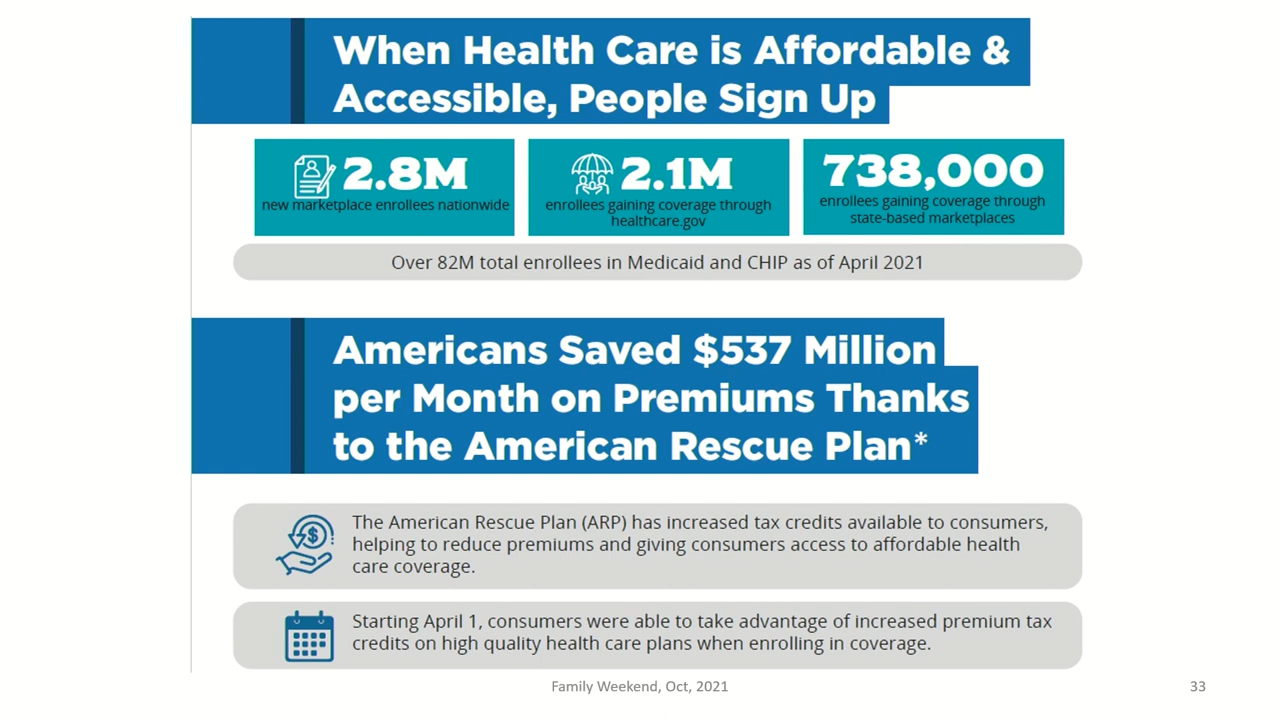 When Health Care is Affordable &
Accessible, People Sign Up
2.8M
new marketplace enrollees nationwide
2.1M
enrollees gaining coverage through
healthcare.gov
738,000
enrollees gaining coverage through
state-based marketplaces
Over 82M total enrollees in Medicaid and CHIP as of April 2021
Americans Saved $537 Million
per Month on Premiums Thanks
to the American Rescue Plan*
The American Rescue Plan (ARP) has increased tax credits available to consumers,
helping to reduce premiums and giving consumers access to affordable health
care coverage.
Starting April 1, consumers were able to take advantage of increased premium tax
credits on high quality health care plans when enrolling in coverage.
Family Weekend, Oct, 2021
33